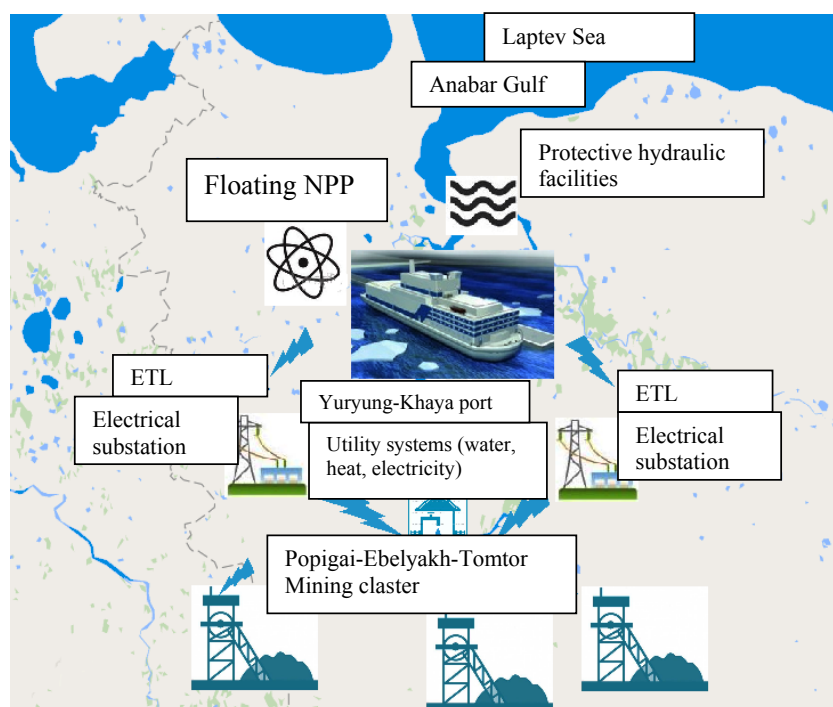 Laptev Sea
Anabar Gulf
Protective hydraulic
facilities
Floating NPP
ETL
Electrical
substation
Yuryung-Khaya port
Utility systems (water,
heat, electricity)
ETL
Electrical
substation
Popigai-Ebelyakh-Tomtor
Mining claster